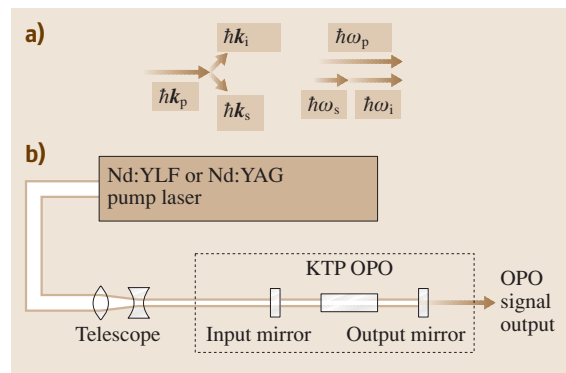 a)
ħk_i
ħω_p
ħk_p
ħk_s
ħω_s ħω_i
b)
Nd:YLF or Nd:YAG
pump laser
KTP OPO
OPO
signal
output
Telescope
Input mirror
Output mirror